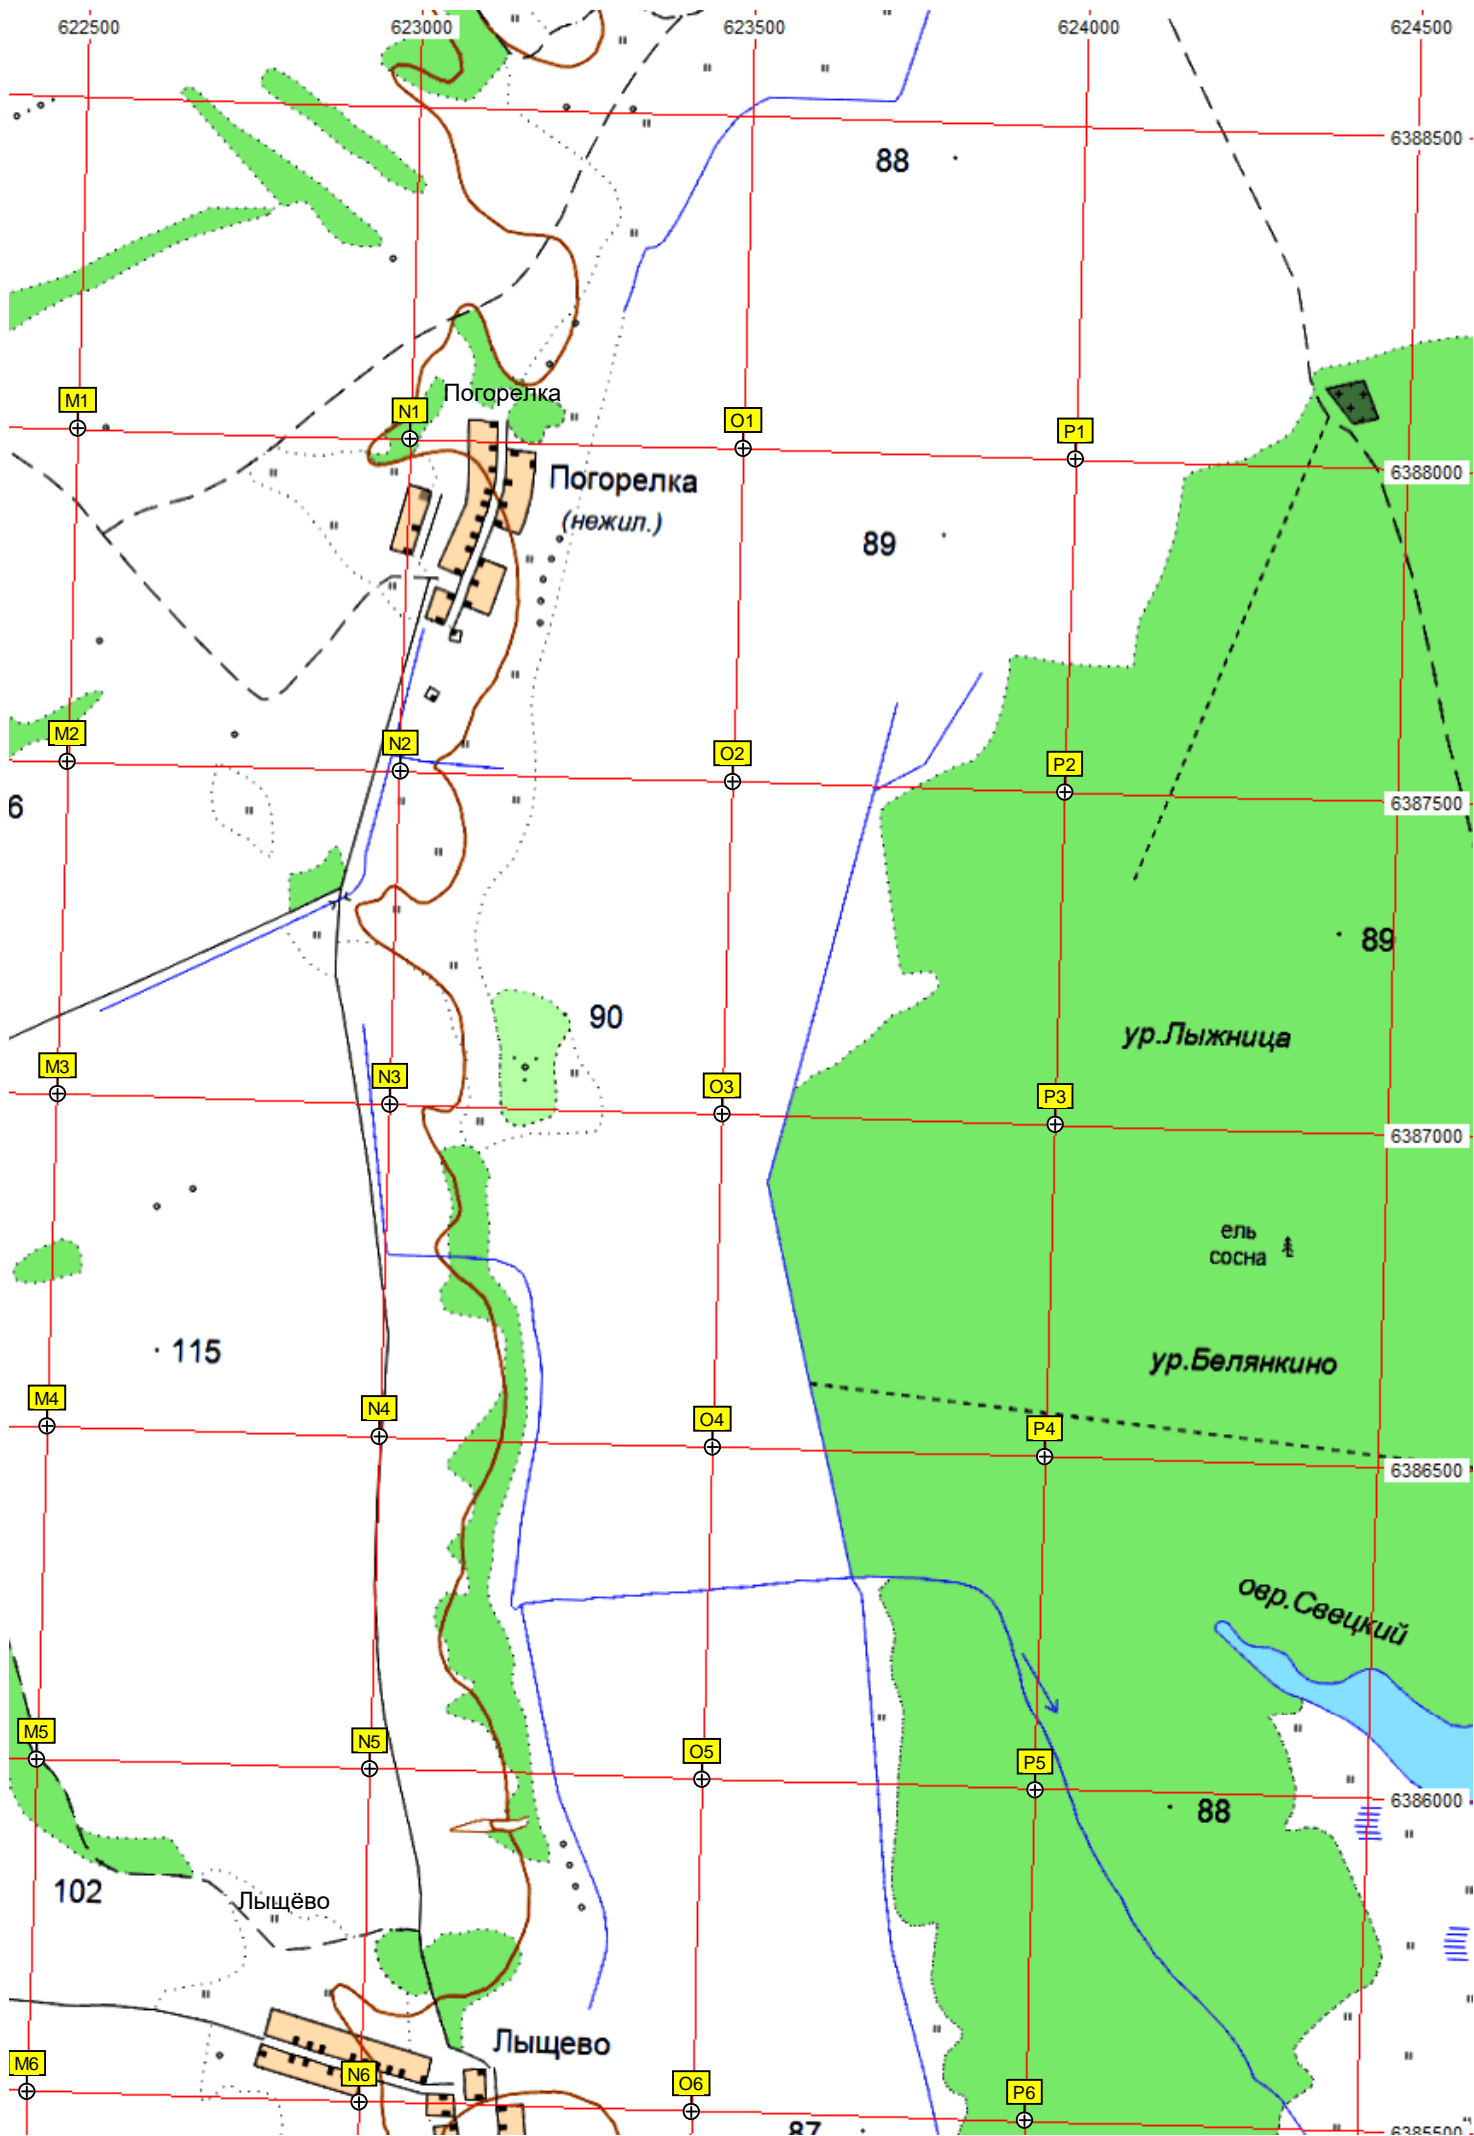 622500 623000 623500 624000 624500
6388500
88
M1 N1 Погорелка O1 P1
6388000
Погорелка
(нежил.)
89
M2 N2 O2 P2
6387500
6
89
90
ур.Лыжница
M3 N3 O3 P3
6387000
ель
сосна
115
ур.Белянкино
M4 N4 O4 P4
6386500
овр.Свецкий
M5 N5 O5 P5
6386000
88
102
Лыщёво
Лыщево
M6 N6 O6 P6
87
6385500